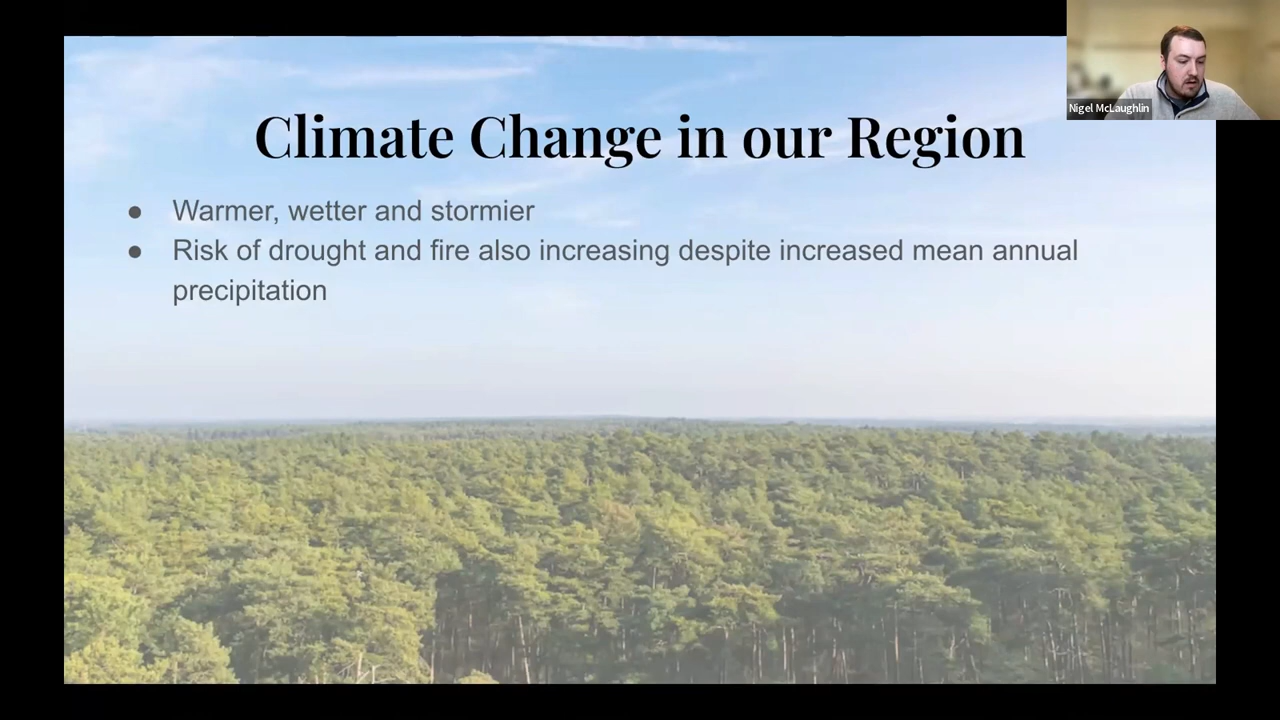 Nigel McLaughlin
Climate Change in our Region
● Warmer, wetter and stormier
● Risk of drought and fire also increasing despite increased mean annual
precipitation